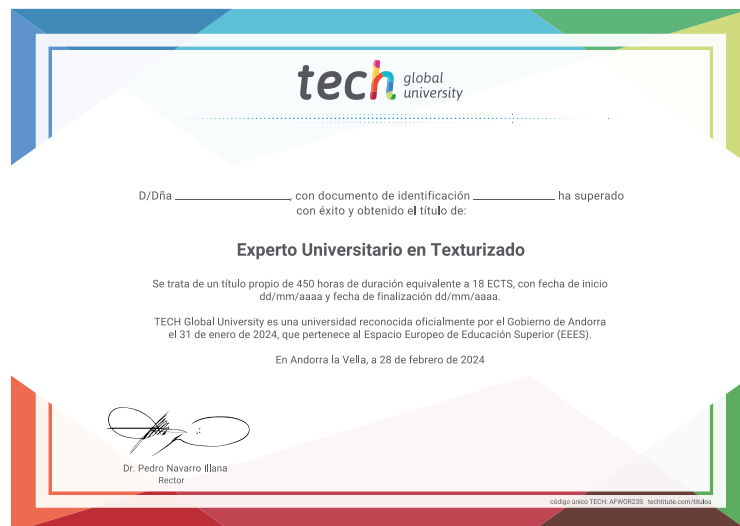 tech global university
D/Dña ____________________, con documento de identificación ______________ ha superado
con éxito y obtenido el título de:
Experto Universitario en Texturizado
Se trata de un título propio de 450 horas de duración equivalente a 18 ECTS, con fecha de inicio
dd/mm/aaaa y fecha de finalización dd/mm/aaaa.
TECH Global University es una universidad reconocida oficialmente por el Gobierno de Andorra
el 31 de enero de 2024, que pertenece al Espacio Europeo de Educación Superior (EEES).
En Andorra la Vella, a 28 de febrero de 2024
Dr. Pedro Navarro Illana
Rector
código único TECH: AFWOR23S techtitute.com/titulos